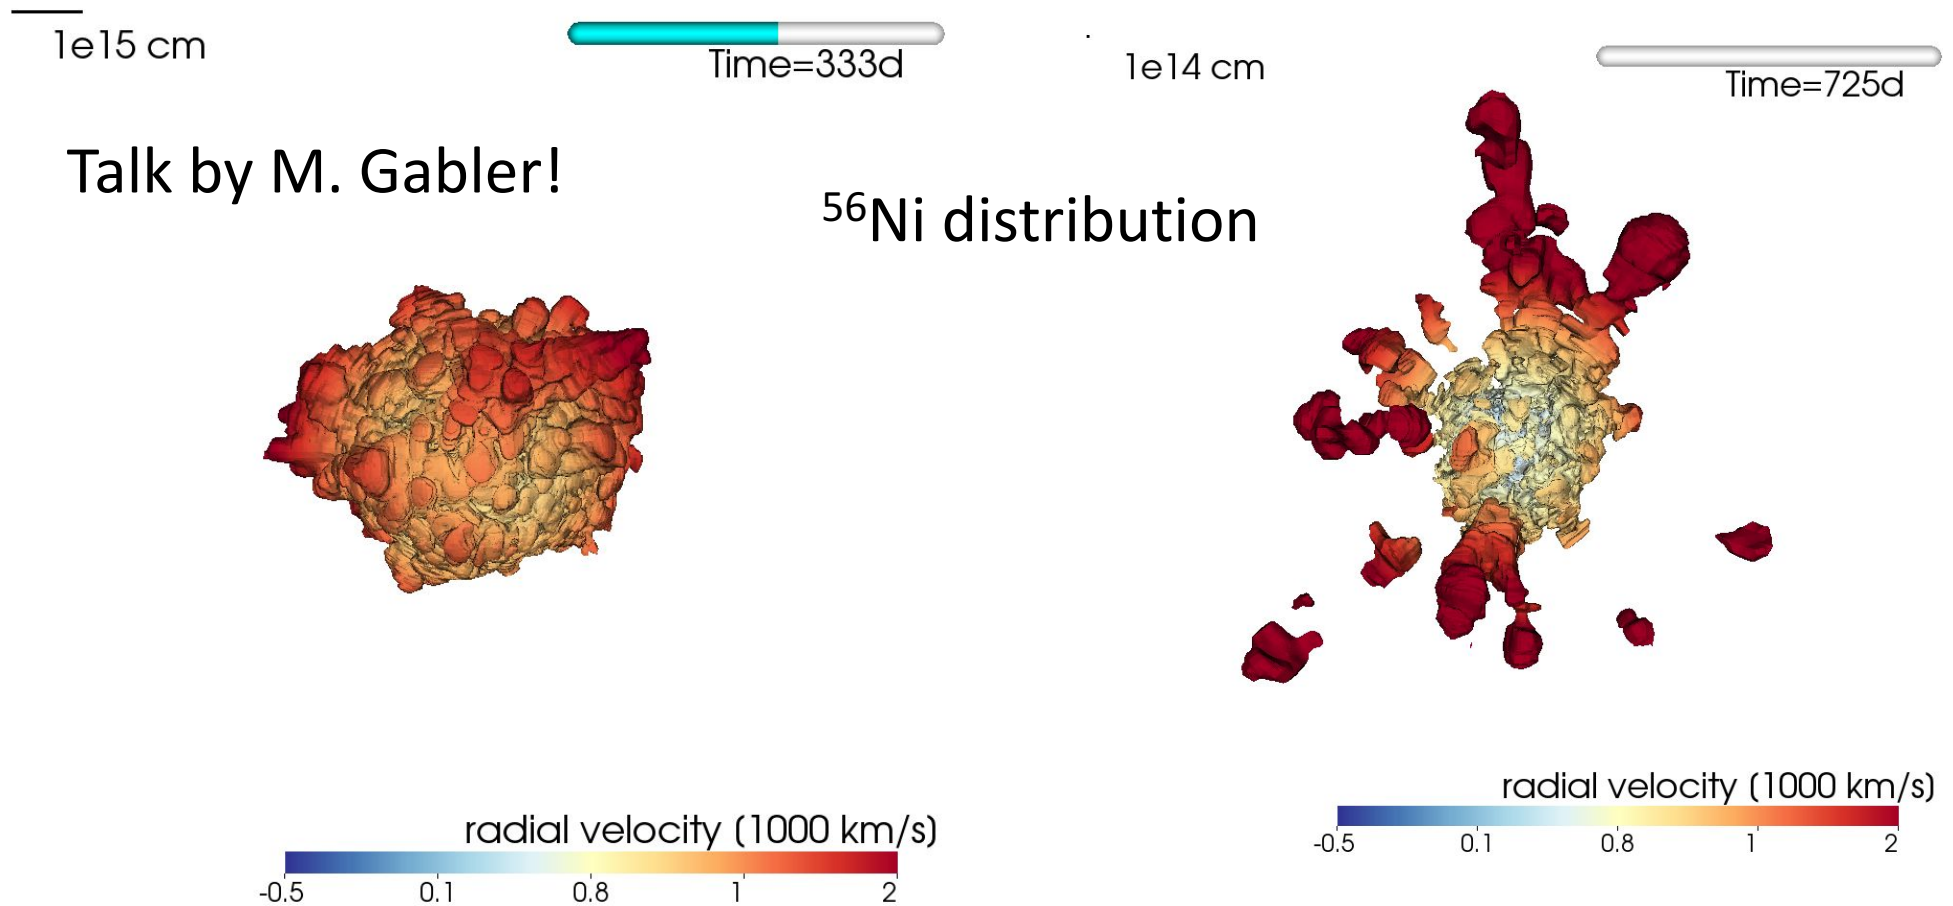 1e15 cm
Time=333d
1e14 cm
Time=725d
Talk by M. Gabler!
⁵⁶Ni distribution
radial velocity (1000 km/s)
-0.5 0.1 0.8 1 2
radial velocity (1000 km/s)
-0.5 0.1 0.8 1 2